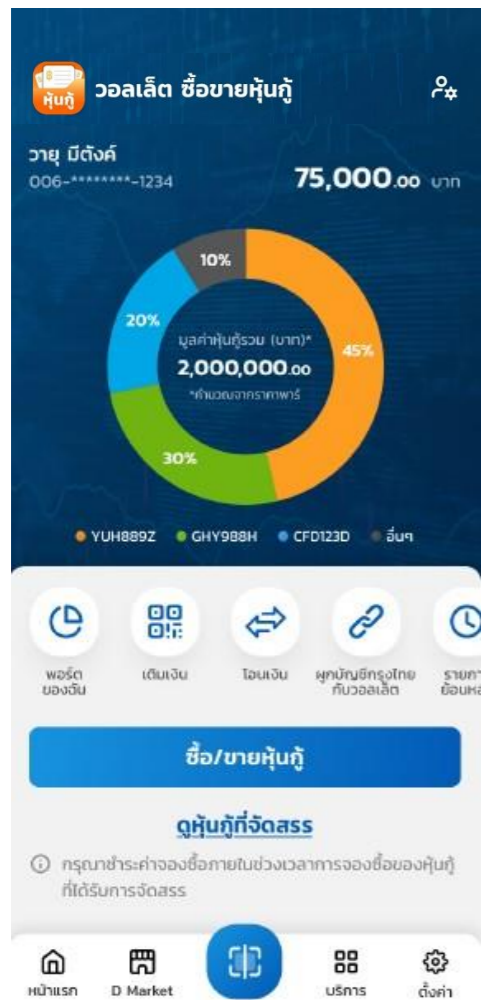 หุ้นกู้
วอลเล็ต ซื้อขายหุ้นกู้
วายุ มีตังค์
006-********-1234
75,000.00 บาท
10%
20%
45%
30%
มูลค่าหุ้นกู้รวม (บาท)*
2,000,000.00
*คำนวณจากราคาพาร์
YUH889Z GHY988H CFD123D อื่นๆ
พอร์ต
ของฉัน
เติมเงิน
โอนเงิน
ผูกบัญชีกรุงไทย
กับวอลเล็ต
รายกา
ย้อนหล
ซื้อ/ขายหุ้นกู้
ดูหุ้นกู้ที่จัดสรร
กรุณาชำระค่าจองซื้อภายในช่วงเวลาการจองซื้อของหุ้นกู้
ที่ได้รับการจัดสรร
หน้าแรก D Market บริการ ตั้งค่า